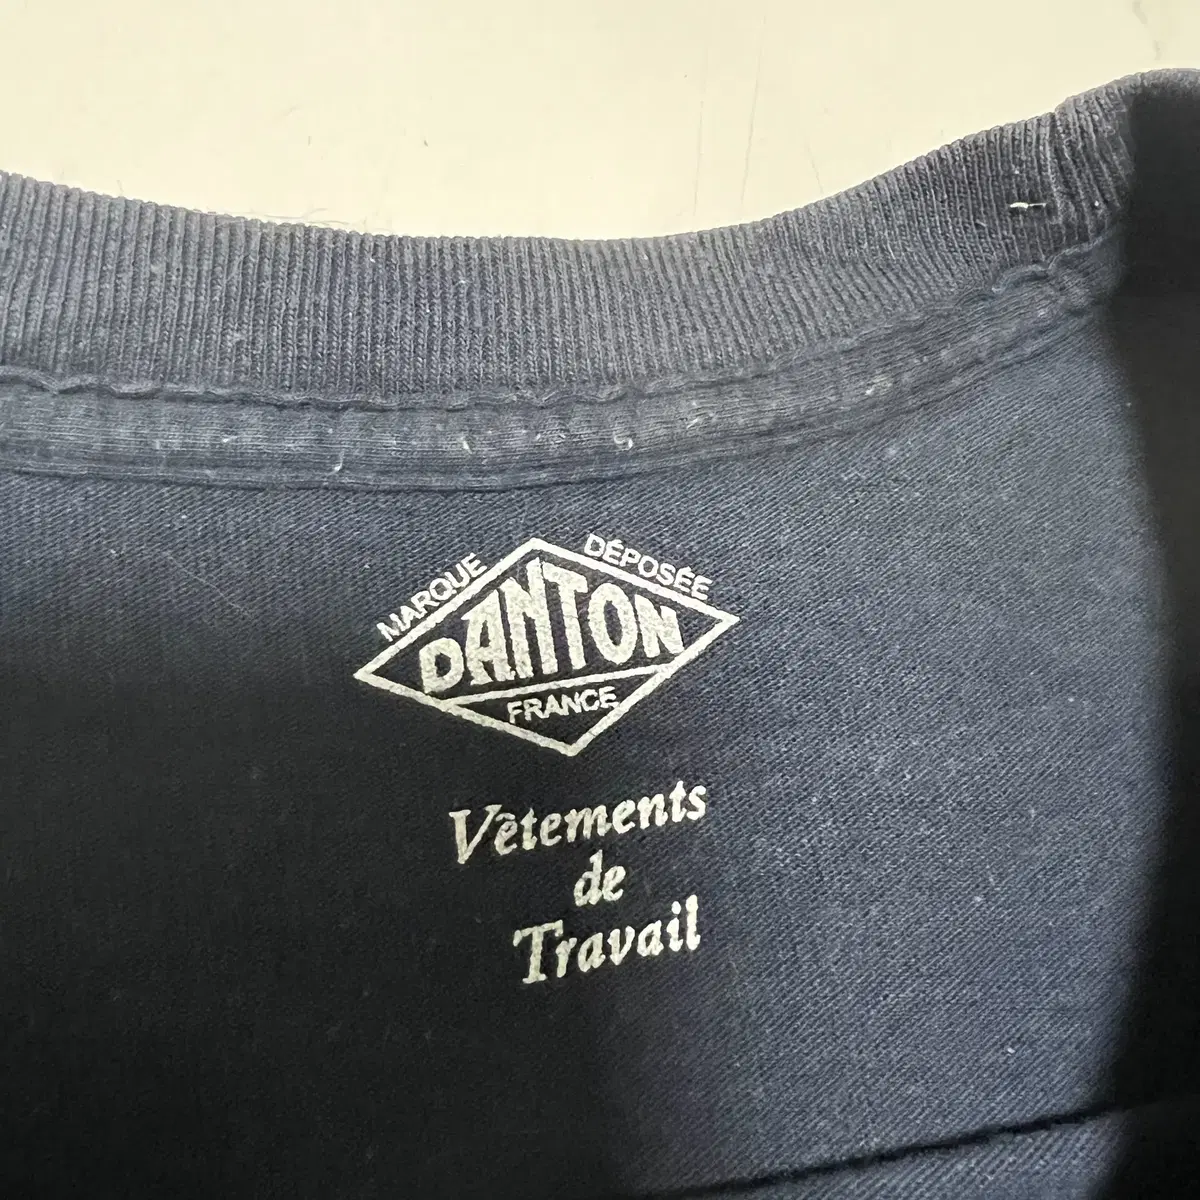 MARQUE DÉPOSÉE
DANTON
FRANCE
Vêtements
de
Travail